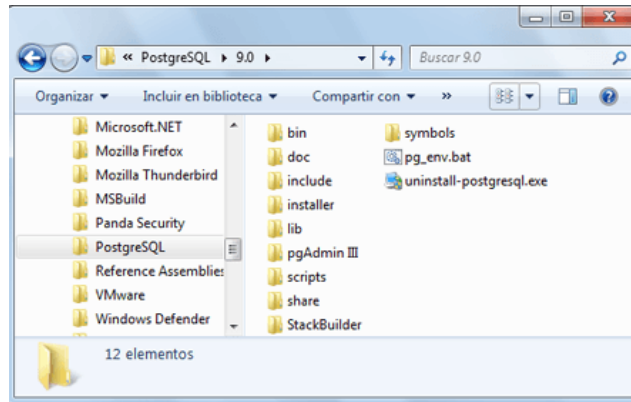 « PostgreSQL ▸ 9.0 ▸
Buscar 9.0
Organizar ▾ Incluir en biblioteca ▾ Compartir con ▾ »
Microsoft.NET
Mozilla Firefox
Mozilla Thunderbird
MSBuild
Panda Security
PostgreSQL
Reference Assemblies
VMware
Windows Defender
bin
doc
include
installer
lib
pgAdmin III
scripts
share
StackBuilder
symbols
pg_env.bat
uninstall-postgresql.exe
12 elementos